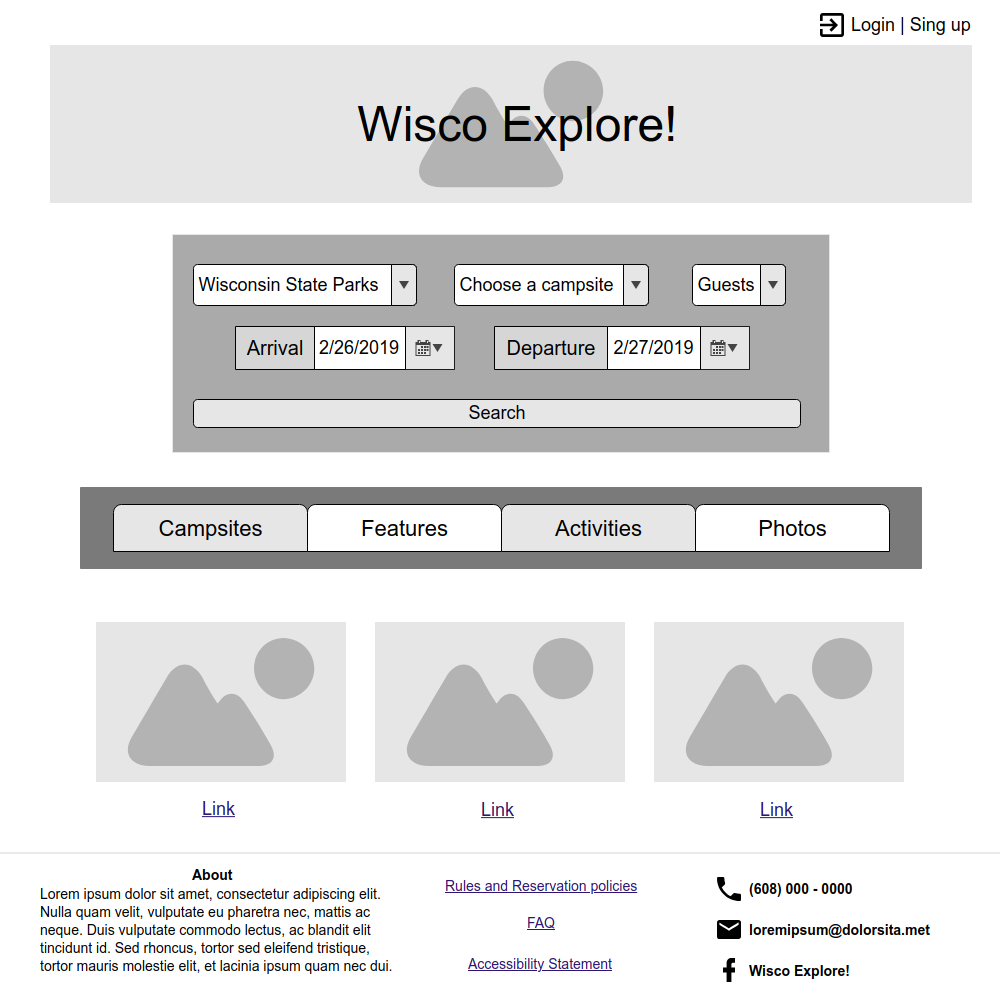 Login | Sing up
Wisco Explore!
Wisconsin State Parks
Choose a campsite
Guests
Arrival
2/26/2019
Departure
2/27/2019
Search
Campsites
Features
Activities
Photos
Link
Link
Link
About
Lorem ipsum dolor sit amet, consectetur adipiscing elit.
Nulla quam velit, vulputate eu pharetra nec, mattis ac
neque. Duis vulputate commodo lectus, ac blandit elit
tincidunt id. Sed rhoncus, tortor sed eleifend tristique,
tortor mauris molestie elit, et lacinia ipsum quam nec dui.
Rules and Reservation policies
FAQ
Accessibility Statement
(608) 000 - 0000
loremipsum@dolorsita.met
Wisco Explore!